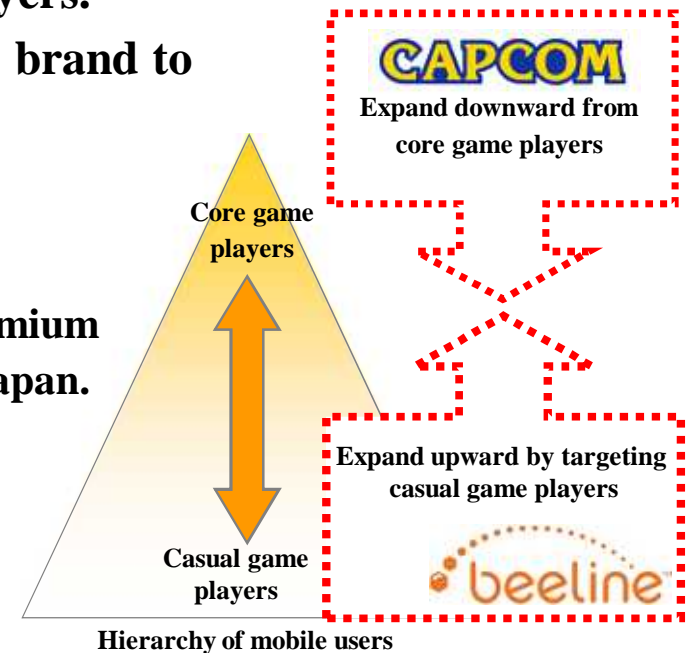 yers.
brand to
CAPCOM
Expand downward from
core game players
Core game
players
mium
apan.
Expand upward by targeting
casual game players
Casual game
players
beeline
Hierarchy of mobile users